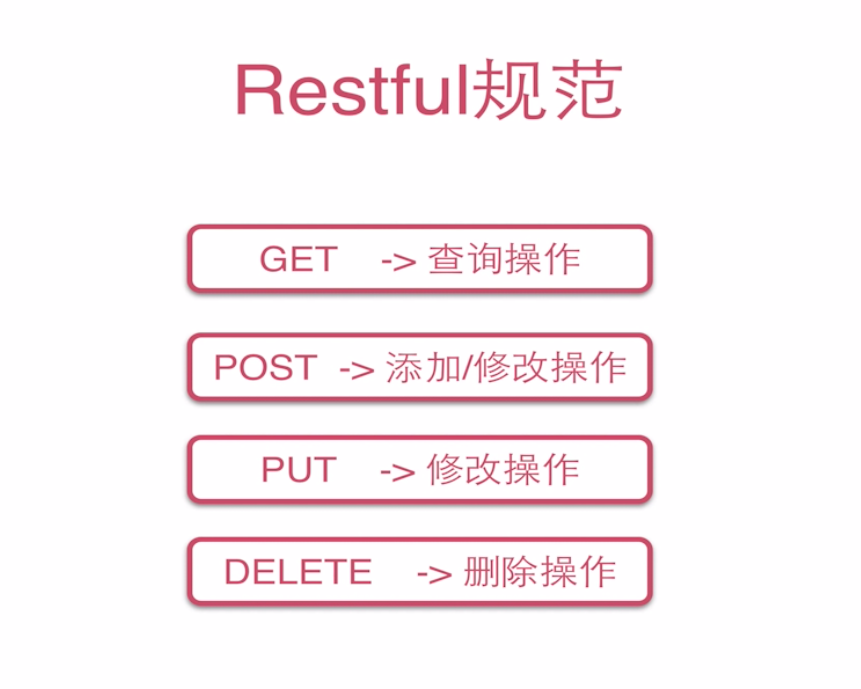 Restful规范
GET -> 查询操作
POST -> 添加/修改操作
PUT -> 修改操作
DELETE -> 删除操作